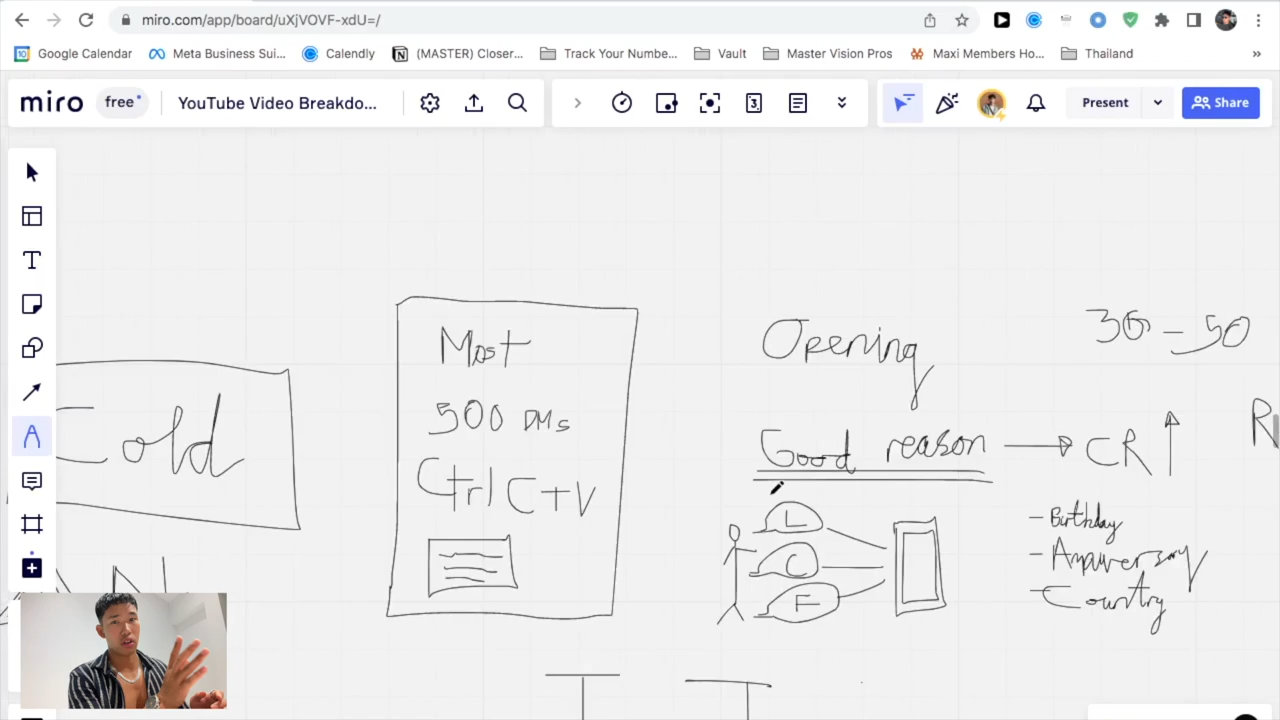 miro.com/app/board/uXjVOVF-xdU=/
Google Calendar
Meta Business Sui...
Calendly
(MASTER) Closer...
Track Your Numbe...
Vault
Master Vision Pros
Maxi Members Ho...
Thailand
»
miro
free
YouTube Video Breakdo...
3
Present
Share
Cold
Most
500 DMs
Ctrl C+V
Opening
Good reason
CR
L
C
F
30 - 50
R
- Birthday
- Anniversary
- Country